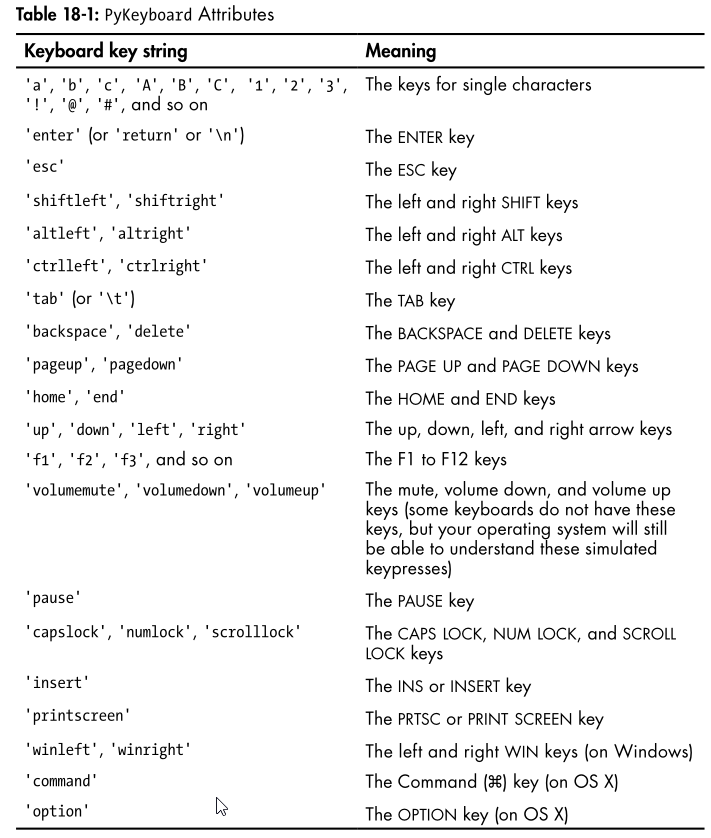 Table 18-1: PyKeyboard Attributes
Keyboard key string Meaning
'a', 'b', 'c', 'A', 'B', 'C', '1', '2', '3', The keys for single characters
'!', '@', '#', and so on
'enter' (or 'return' or '\n') The ENTER key
'esc' The ESC key
'shiftleft', 'shiftright' The left and right SHIFT keys
'altleft', 'altright' The left and right ALT keys
'ctrlleft', 'ctrlright' The left and right CTRL keys
'tab' (or '\t') The TAB key
'backspace', 'delete' The BACKSPACE and DELETE keys
'pageup', 'pagedown' The PAGE UP and PAGE DOWN keys
'home', 'end' The HOME and END keys
'up', 'down', 'left', 'right' The up, down, left, and right arrow keys
'f1', 'f2', 'f3', and so on The F1 to F12 keys
'volumemute', 'volumedown', 'volumeup' The mute, volume down, and volume up
keys (some keyboards do not have these
keys, but your operating system will still
be able to understand these simulated
keypresses)
'pause' The PAUSE key
'capslock', 'numlock', 'scrolllock' The CAPS LOCK, NUM LOCK, and SCROLL
LOCK keys
'insert' The INS or INSERT key
'printscreen' The PRTSC or PRINT SCREEN key
'winleft', 'winright' The left and right WIN keys (on Windows)
'command' The Command (⌘) key (on OS X)
'option' The OPTION key (on OS X)